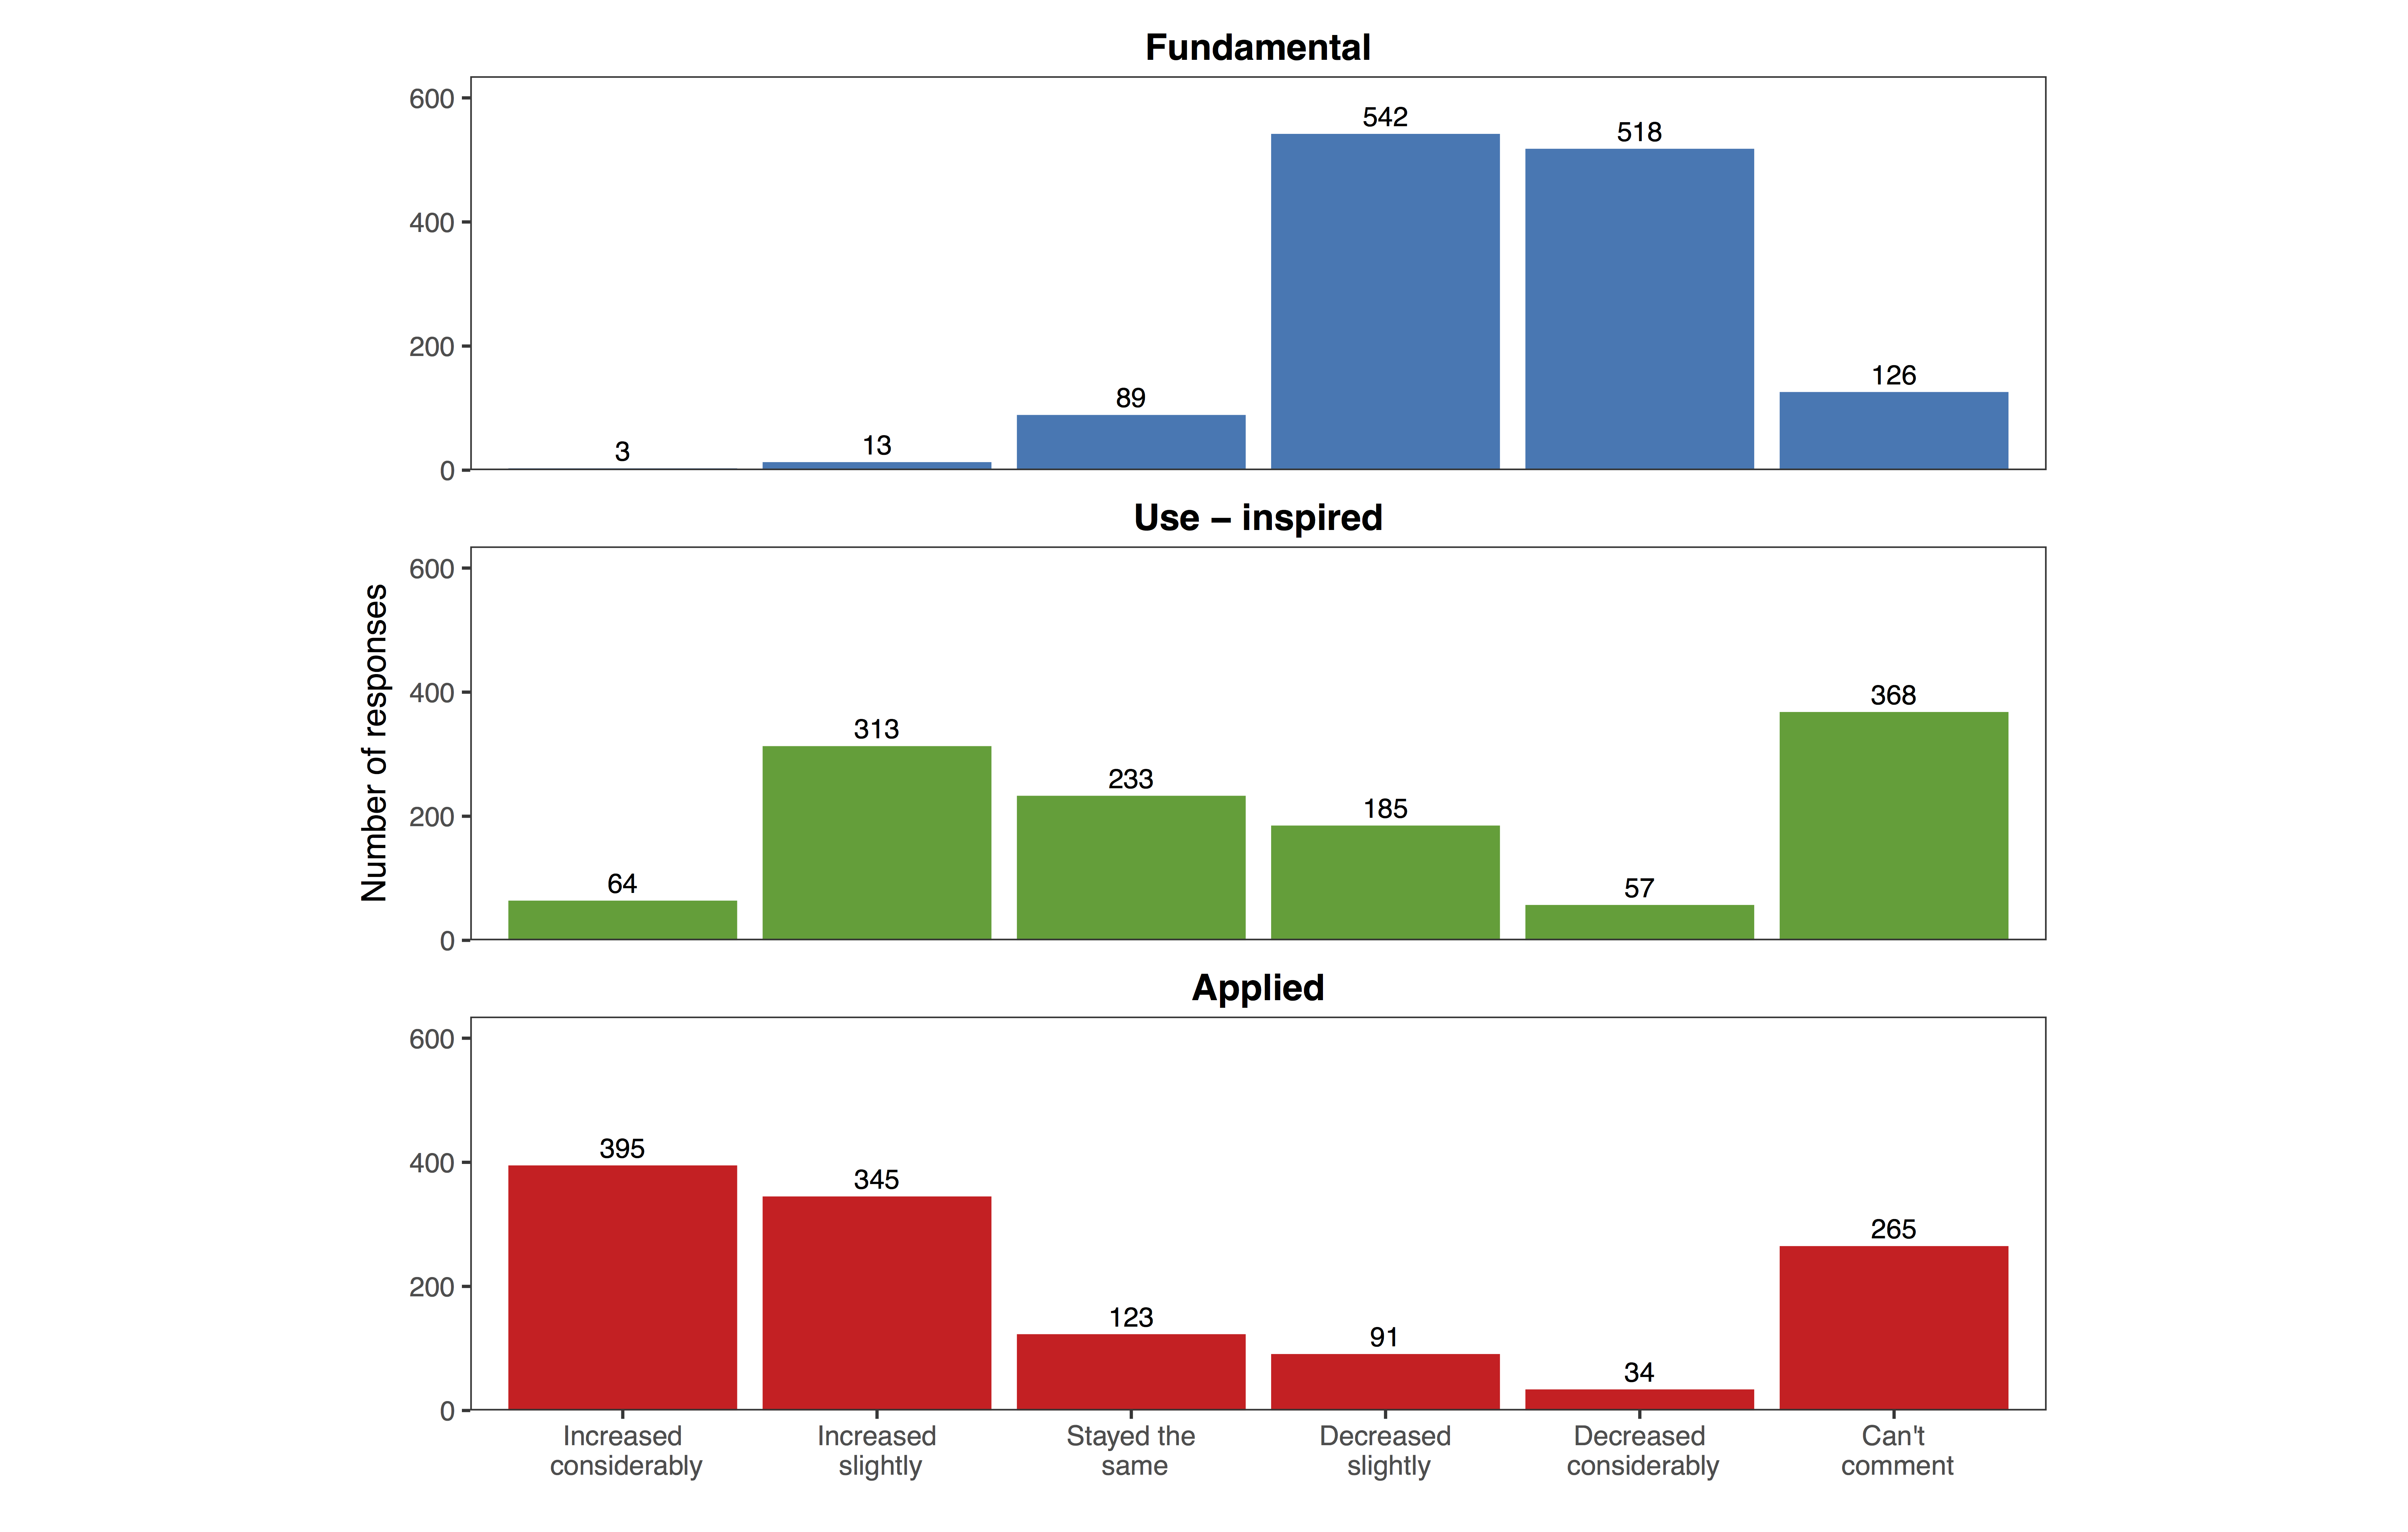 Fundamental
600
400
200
0
3
13
89
542
518
126
Use – inspired
Number of responses
600
400
200
0
64
313
233
185
57
368
Applied
600
400
200
0
395
345
123
91
34
265
Increased
considerably
Increased
slightly
Stayed the
same
Decreased
slightly
Decreased
considerably
Can't
comment